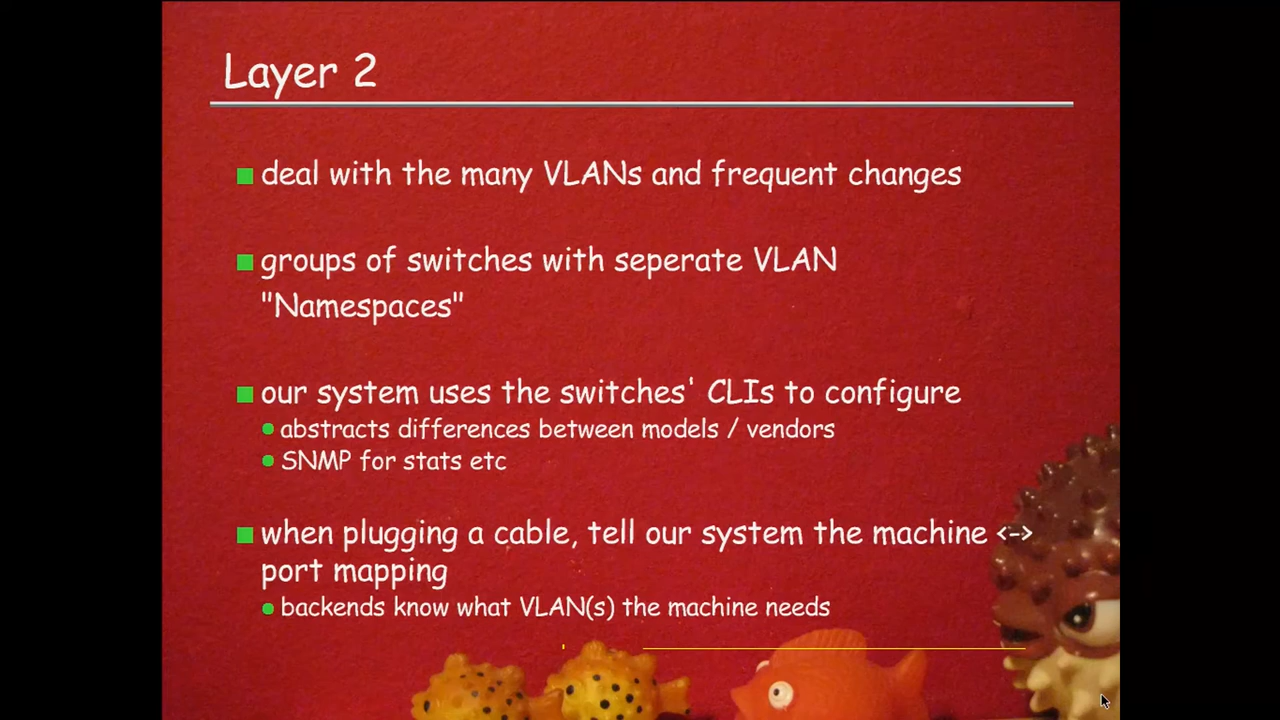 Layer 2
deal with the many VLANs and frequent changes
groups of switches with seperate VLAN
"Namespaces"
our system uses the switches' CLIs to configure
abstracts differences between models / vendors
SNMP for stats etc
when plugging a cable, tell our system the machine <->
port mapping
backends know what VLAN(s) the machine needs